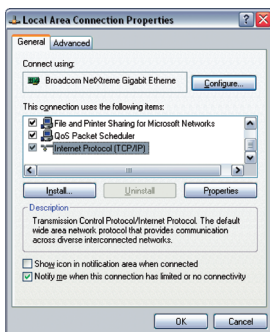 Local Area Connection Properties
General Advanced
Connect using:
Broadcom NetXtreme Gigabit Etherne Configure...
This connection uses the following items:
File and Printer Sharing for Microsoft Networks
QoS Packet Scheduler
Internet Protocol (TCP/IP)
Install... Uninstall Properties
Description
Transmission Control Protocol/Internet Protocol. The default
wide area network protocol that provides communication
across diverse interconnected networks.
Show icon in notification area when connected
Notify me when this connection has limited or no connectivity
OK Cancel